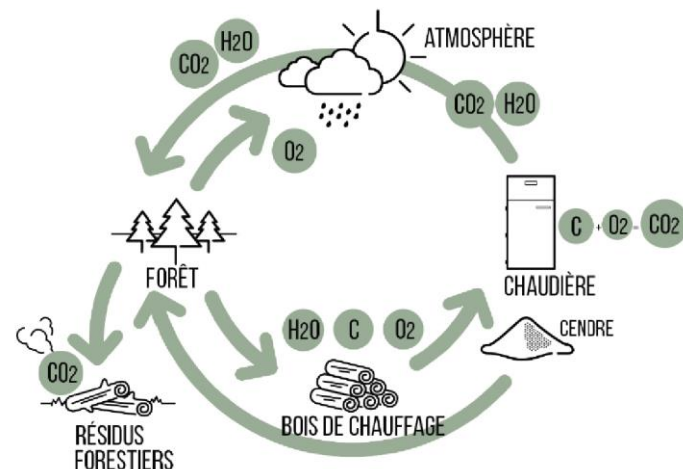 ATMOSPHÈRE
CO2
H2O
CO2
H2O
O2
FORÊT
C + O2 = CO2
CHAUDIÈRE
CENDRE
H2O
C
O2
CO2
BOIS DE CHAUFFAGE
RÉSIDUS
FORESTIERS